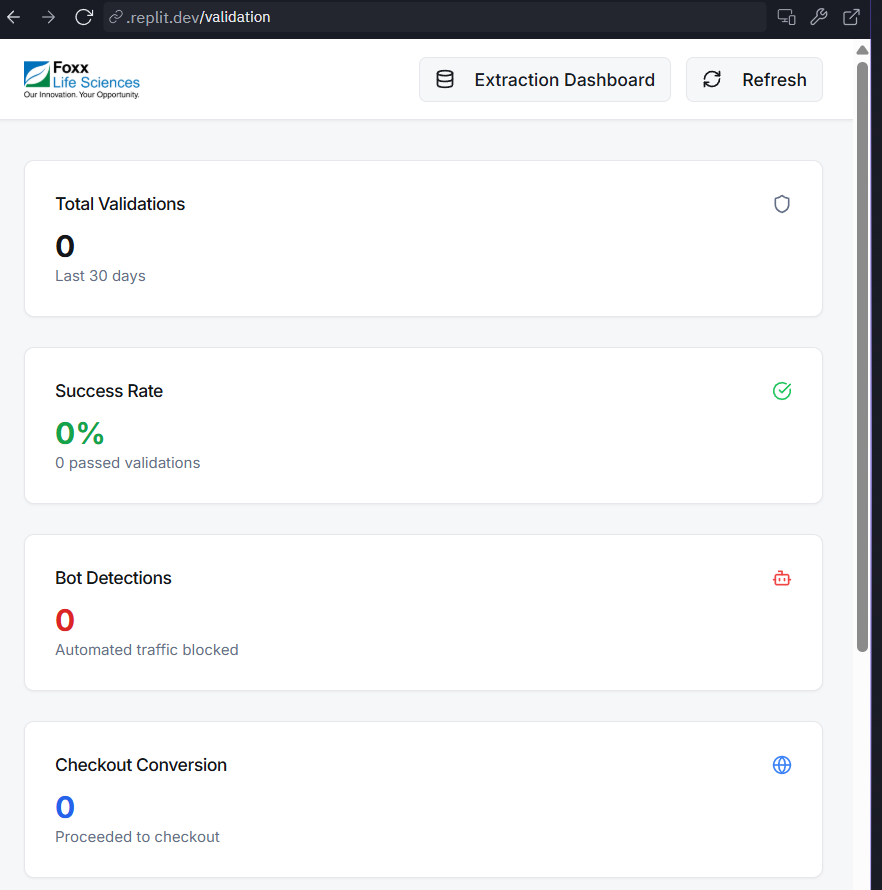 .replit.dev/validation
Foxx
Life Sciences
Our Innovation. Your Opportunity.
Extraction Dashboard
Refresh
Total Validations
0
Last 30 days
Success Rate
0%
0 passed validations
Bot Detections
0
Automated traffic blocked
Checkout Conversion
0
Proceeded to checkout